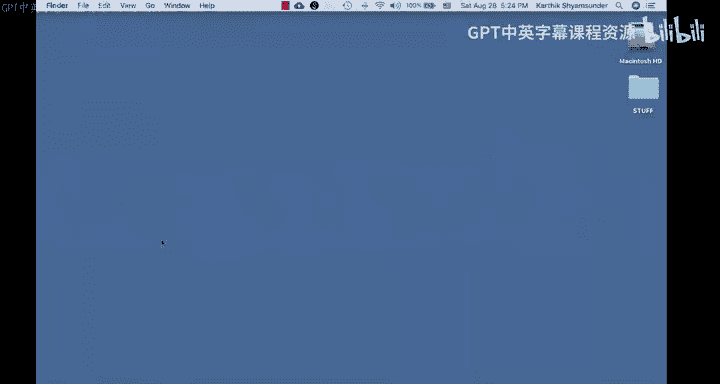 Finder File Edit View Go Window Help 100% Sat Aug 28 5:24 PM Karthik Shyamsunder
GPT中英字幕课程资源 bilibili
Macintosh HD
STUFF